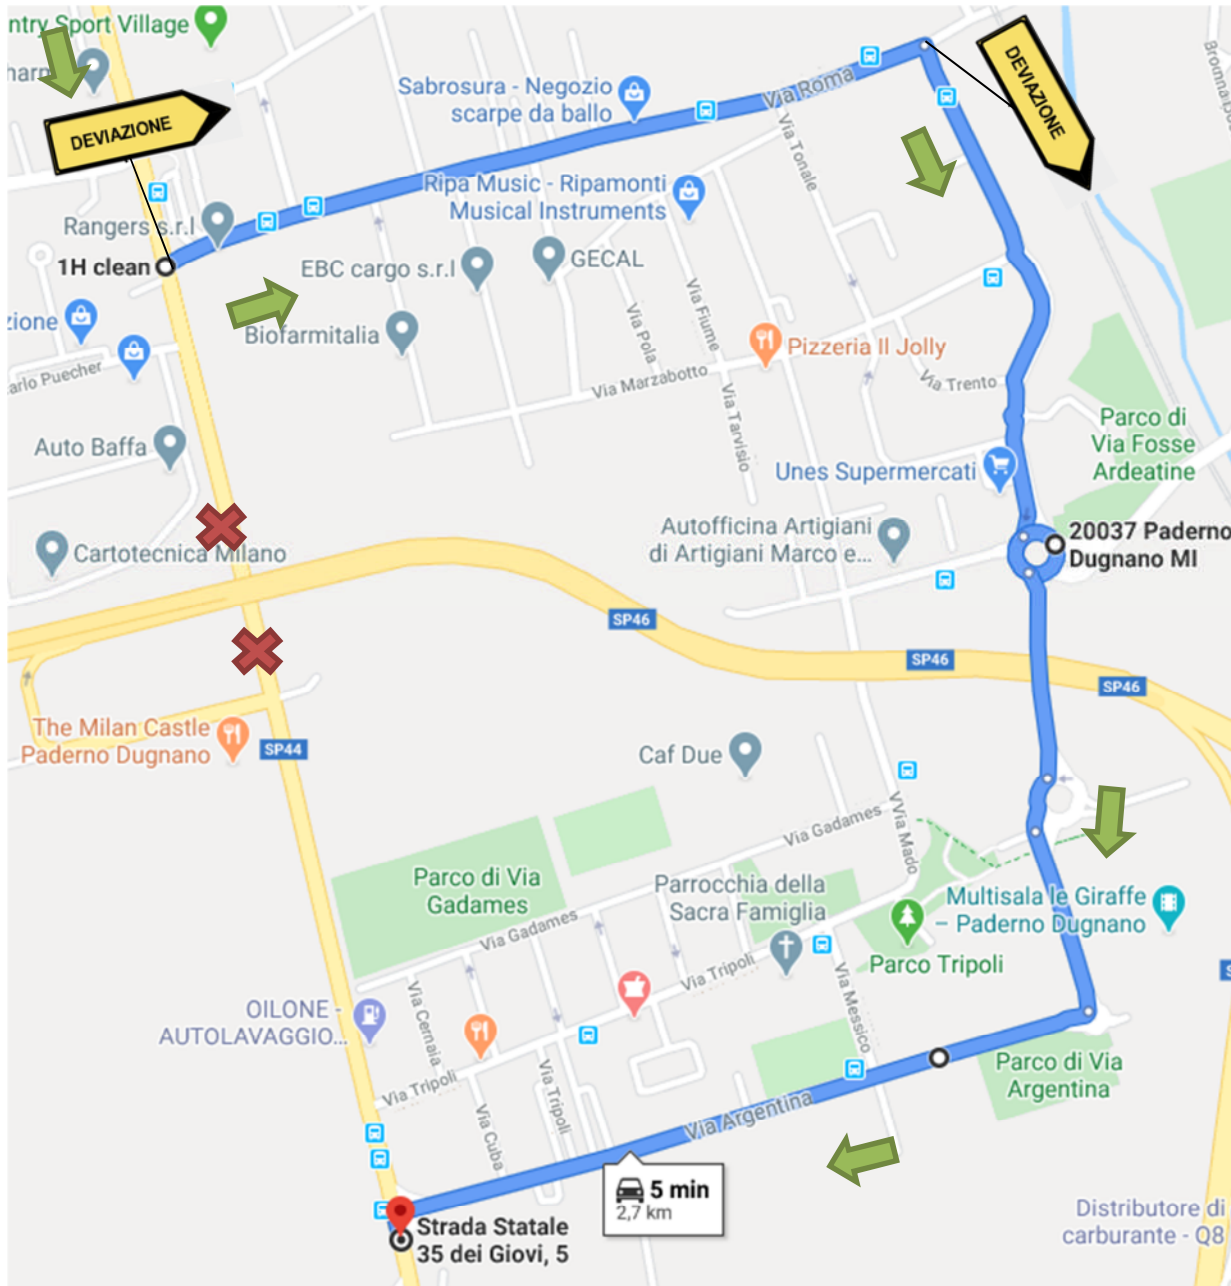 ntry Sport Village
harm
DEVIAZIONE
Sabrosura - Negozio
scarpe da ballo
Via Roma
DEVIAZIONE
Via Tonale
Rangers s.r.l
Ripa Music - Ripamonti
Musical Instruments
1H clean
EBC cargo s.r.l
GECAL
zione
Biofarmitalia
Via Pola
Via Fiume
Pizzeria Il Jolly
arlo Puecher
Via Marzabotto
Via Trento
Via Tarvisio
Auto Baffa
Parco di
Via Fosse
Ardeatine
Unes Supermercati
Cartotecnica Milano
Autofficina Artigiani
di Artigiani Marco e...
20037 Paderno
Dugnano MI
SP46
SP46
SP46
The Milan Castle
Paderno Dugnano
SP44
Caf Due
Via Gadames
VVia Mado
Parco di Via
Gadames
Parrocchia della
Sacra Famiglia
Multisala le Giraffe
– Paderno Dugnano
Via Gadames
Via Tripoli
Parco Tripoli
Via Messico
OILONE -
AUTOLAVAGGIO...
Via Cernaia
Via Tripoli
Via Tripoli
Via Cuba
Via Argentina
Parco di Via
Argentina
5 min
2,7 km
Strada Statale
35 dei Giovi, 5
Distributore di
carburante - Q8